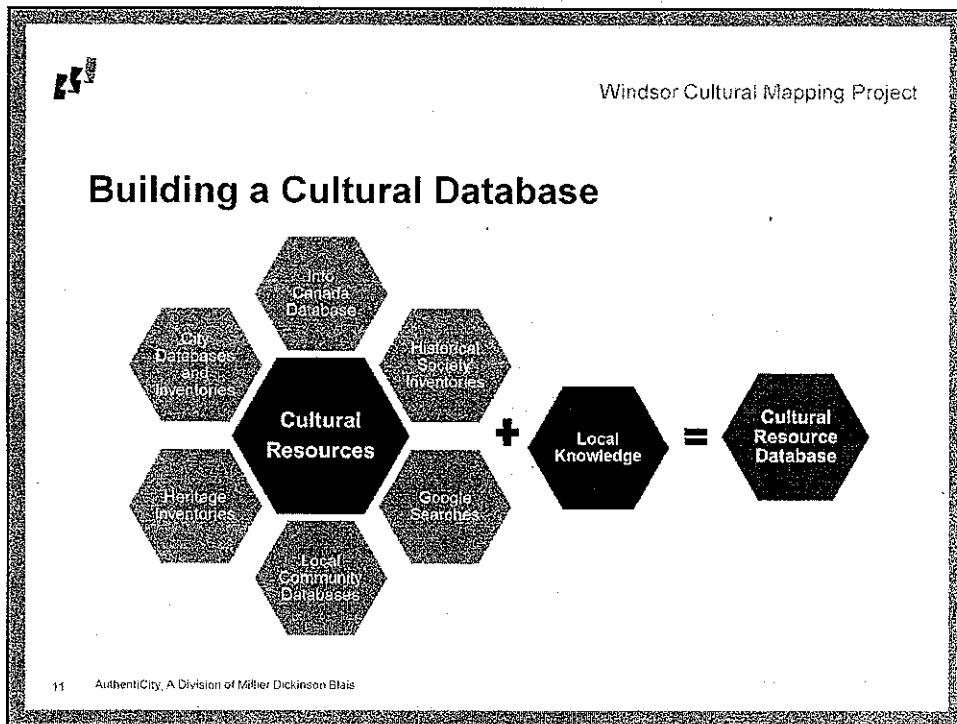 Windsor Cultural Mapping Project
Building a Cultural Database
Info
Canada
Database
City
Databases
and
Inventories
Historical
Society
Inventories
Cultural
Resources
+
Local
Knowledge
=
Cultural
Resource
Database
Heritage
Inventories
Google
Searches
Local
Community
Databases
11 AuthentiCity, A Division of Millier Dickinson Blais